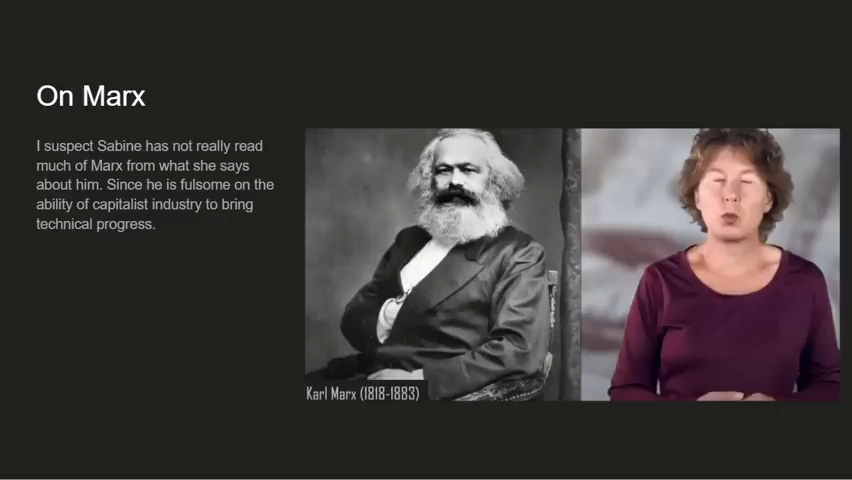 On Marx
I suspect Sabine has not really read
much of Marx from what she says
about him. Since he is fulsome on the
ability of capitalist industry to bring
technical progress.
Karl Marx (1818-1883)